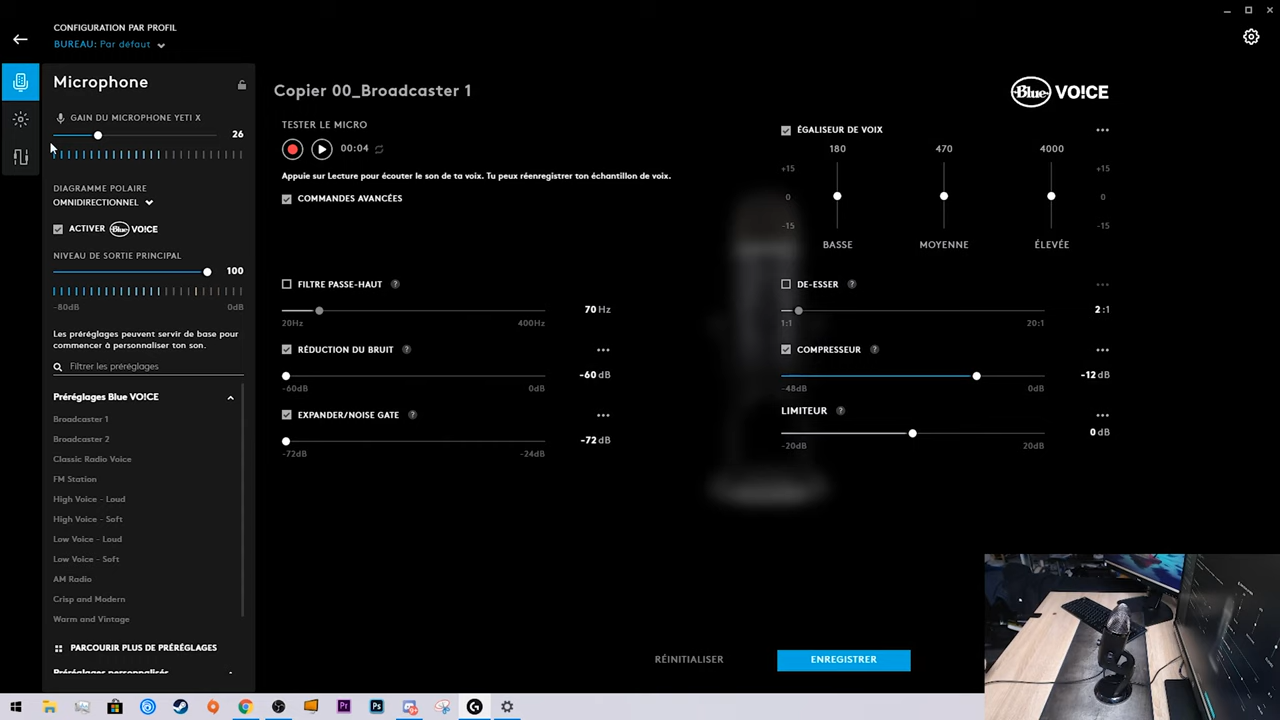 CONFIGURATION PAR PROFIL
BUREAU: Par défaut
Microphone
GAIN DU MICROPHONE YETI X
26
DIAGRAMME POLAIRE
OMNIDIRECTIONNEL
ACTIVER Blue VO!CE
NIVEAU DE SORTIE PRINCIPAL
100
-80dB 0dB
Les préréglages peuvent servir de base pour
commencer à personnaliser ton son.
Filtrer les préréglages
Préréglages Blue VO!CE
Broadcaster 1
Broadcaster 2
Classic Radio Voice
FM Station
High Voice - Loud
High Voice - Soft
Low Voice - Loud
Low Voice - Soft
AM Radio
Crisp and Modern
Warm and Vintage
PARCOURIR PLUS DE PRÉRÉGLAGES
Préréglages personnalisés
Copier 00_Broadcaster 1
TESTER LE MICRO
00:04
Appuie sur Lecture pour écouter le son de ta voix. Tu peux réenregistrer ton échantillon de voix.
COMMANDES AVANCÉES
FILTRE PASSE-HAUT ?
70 Hz
20Hz 400Hz
RÉDUCTION DU BRUIT ?
-60 dB
-60dB 0dB
EXPANDER/NOISE GATE ?
-72 dB
-72dB -24dB
Blue VO!CE
ÉGALISEUR DE VOIX
180 470 4000
+15 +15
0 0
-15 -15
BASSE MOYENNE ÉLEVÉE
DE-ESSER ?
2:1
1:1 20:1
COMPRESSEUR ?
-12 dB
-48dB 0dB
LIMITEUR ?
0 dB
-20dB 20dB
RÉINITIALISER
ENREGISTRER